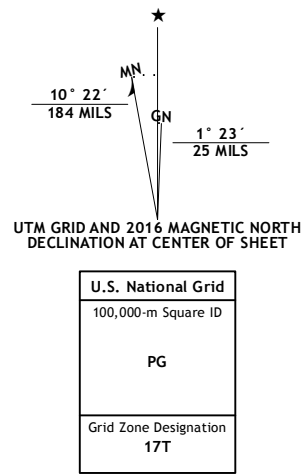 ★
MN
GN
10° 22´
184 MILS
1° 23´
25 MILS
UTM GRID AND 2016 MAGNETIC NORTH
DECLINATION AT CENTER OF SHEET
U.S. National Grid
100,000-m Square ID
PG
Grid Zone Designation
17T